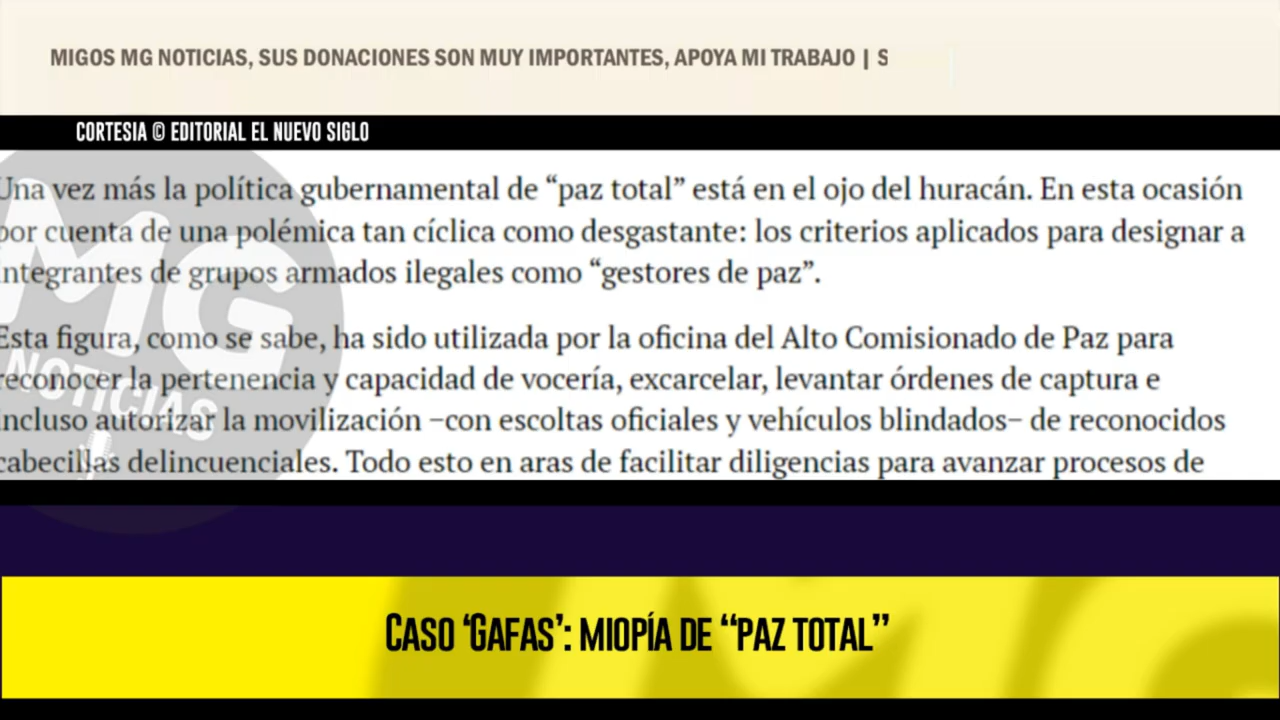 MIGOS MG NOTICIAS, SUS DONACIONES SON MUY IMPORTANTES, APOYA MI TRABAJO | S
CORTESIA © EDITORIAL EL NUEVO SIGLO
Una vez más la política gubernamental de “paz total” está en el ojo del huracán. En esta ocasión
por cuenta de una polémica tan cíclica como desgastante: los criterios aplicados para designar a
integrantes de grupos armados ilegales como “gestores de paz”.
Esta figura, como se sabe, ha sido utilizada por la oficina del Alto Comisionado de Paz para
reconocer la pertenencia y capacidad de vocería, excarcelar, levantar órdenes de captura e
incluso autorizar la movilización –con escoltas oficiales y vehículos blindados– de reconocidos
cabecillas delincuenciales. Todo esto en aras de facilitar diligencias para avanzar procesos de
MG
NOTICIAS
CASO ‘GAFAS’: MIOPÍA DE “PAZ TOTAL”